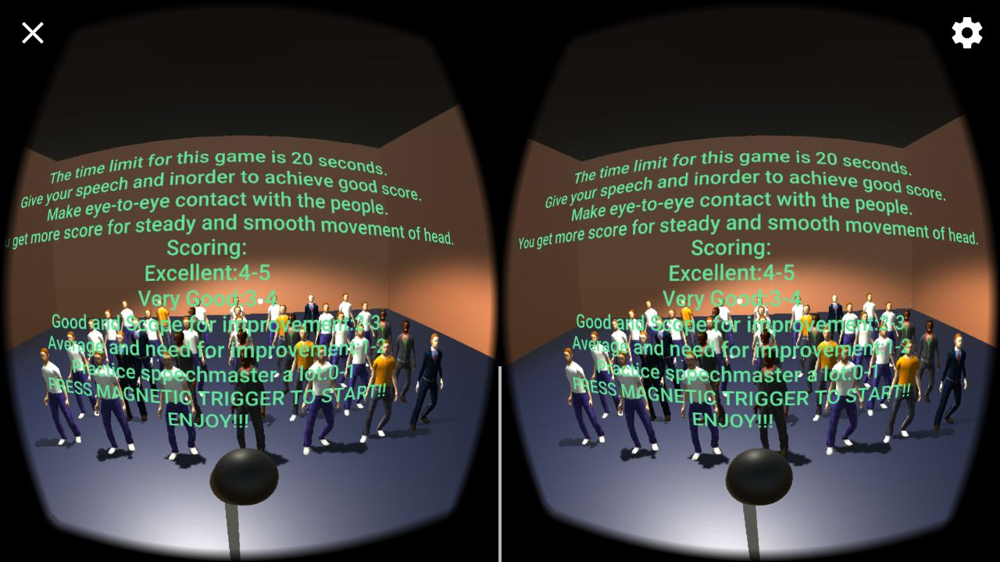 The time limit for this game is 20 seconds.
Give your speech and inorder to achieve good score.
Make eye-to-eye contact with the people.
u get more score for steady and smooth movement of head.
Scoring:
Excellent:4-5
Very Good:3-4
Good and Scope for improvement:2-3
Average and need for improvement:1-2
Practice sppechmaster a lot:0-1
PRESS MAGNETIC TRIGGER TO START!!
ENJOY!!!
The time limit for this game is 20 seconds.
Give your speech and inorder to achieve good score.
Make eye-to-eye contact with the people.
You get more score for steady and smooth movement of head.
Scoring:
Excellent:4-5
Very Good:3-4
Good and Scope for improvement:2-3
Average and need for improvement:1-2
Practice sppechmaster a lot:0-1
PRESS MAGNETIC TRIGGER TO START!!
ENJOY!!!